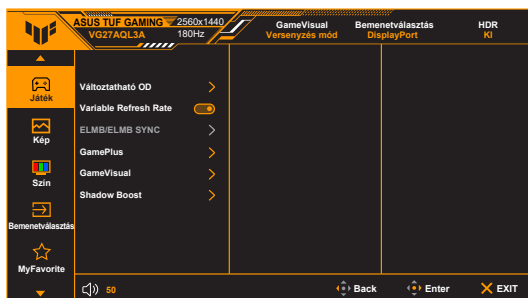 ASUS TUF GAMING 2560x1440
VG27AQL3A 180Hz
GameVisual
Versenyzés mód
Bemenetválasztás
DisplayPort
HDR
KI
Játék
Kép
Szín
Bemenetválasztás
MyFavorite
Változtatható OD
Variable Refresh Rate
ELMB/ELMB SYNC
GamePlus
GameVisual
Shadow Boost
50
Back
Enter
EXIT